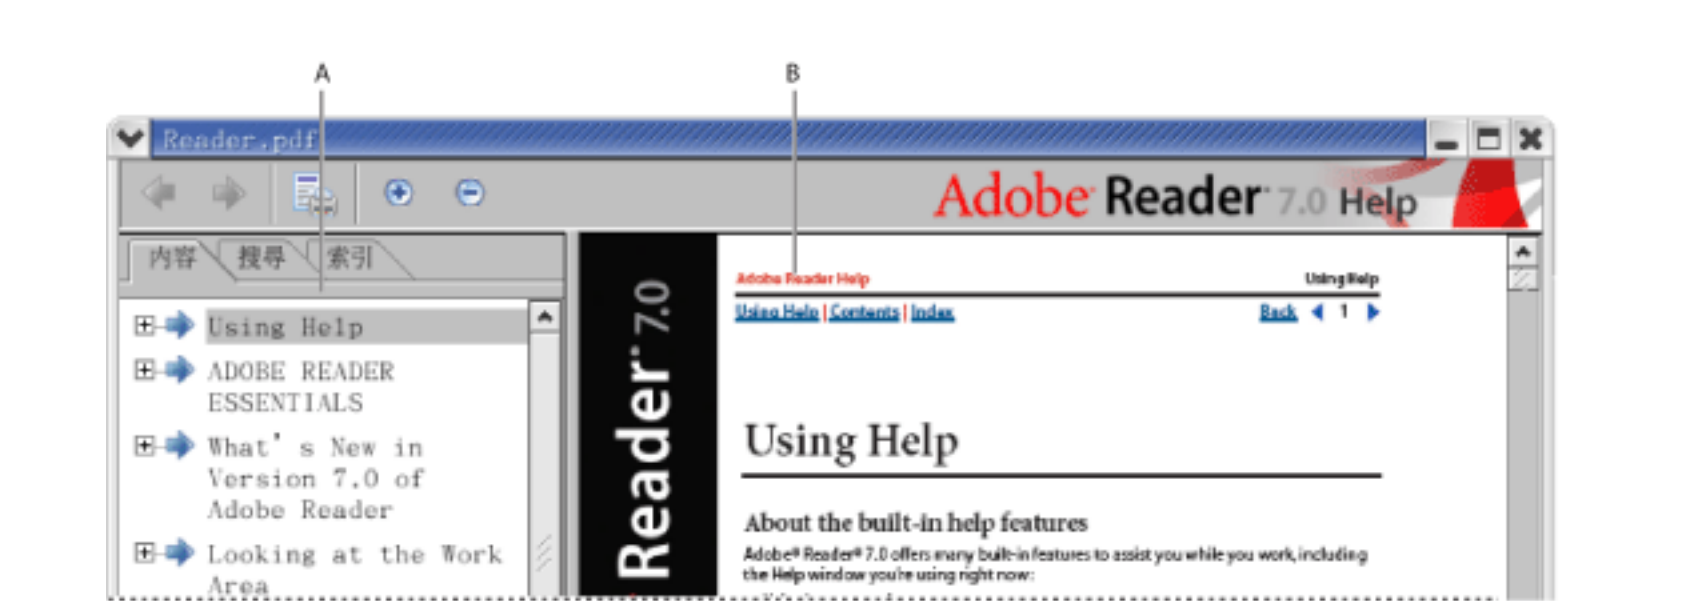 A B
Reader.pdf
Adobe Reader 7.0 Help
内容 搜尋 索引
Using Help
ADOBE READER
ESSENTIALS
What's New in
Version 7.0 of
Adobe Reader
Looking at the Work
Area
Reader 7.0
Adobe Reader Help Using Help
Using Help | Contents | Index Back 1
Using Help
About the built-in help features
Adobe® Reader® 7.0 offers many built-in features to assist you while you work, including
the Help window you're using right now: